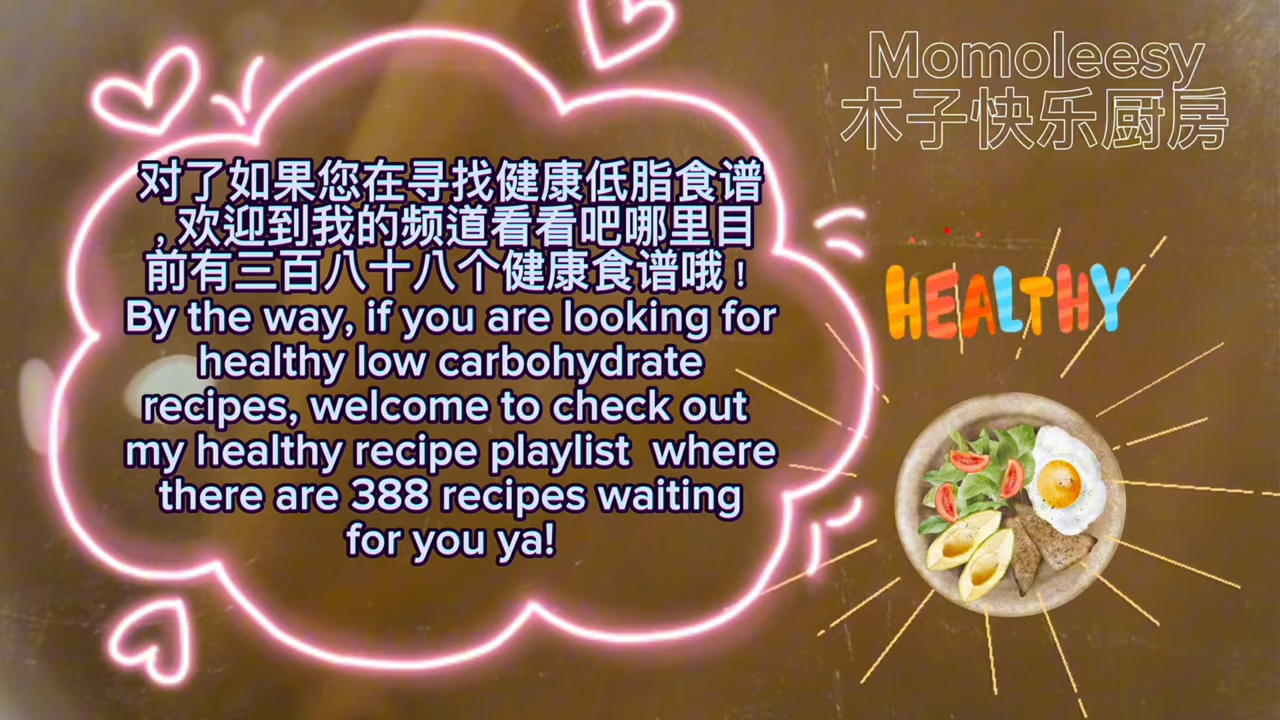 Momoleesy
木子快乐厨房
对了如果您在寻找健康低脂食谱
, 欢迎到我的频道看看吧哪里目
前有三百八十八个健康食谱哦 !
By the way, if you are looking for
healthy low carbohydrate
recipes, welcome to check out
my healthy recipe playlist  where
there are 388 recipes waiting
for you ya!
HEALTHY